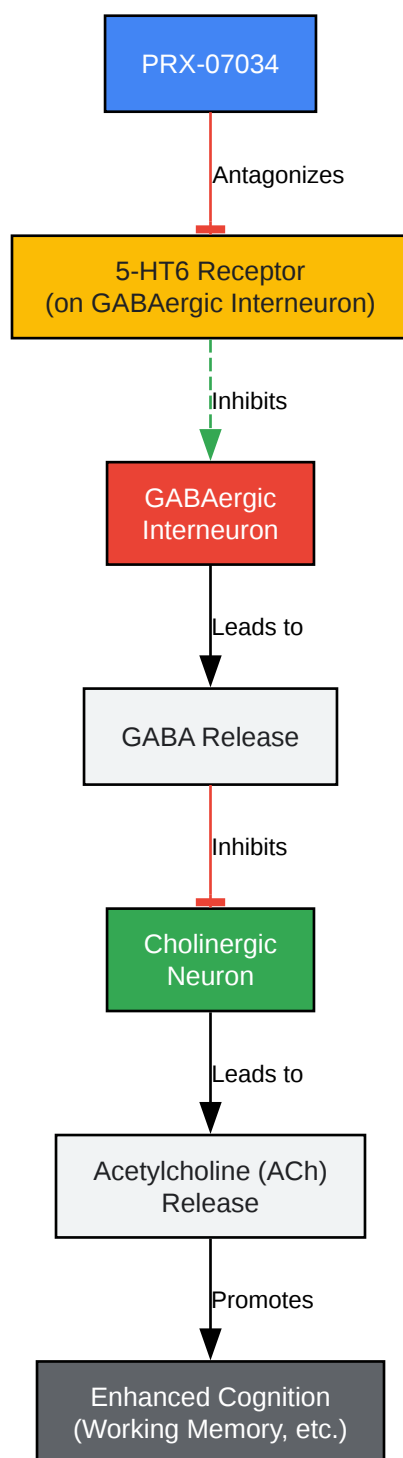 PRX-07034
Antagonizes
5-HT6 Receptor
(on GABAergic Interneuron)
Inhibits
GABAergic
Interneuron
Leads to
GABA Release
Inhibits
Cholinergic
Neuron
Leads to
Acetylcholine (ACh)
Release
Promotes
Enhanced Cognition
(Working Memory, etc.)